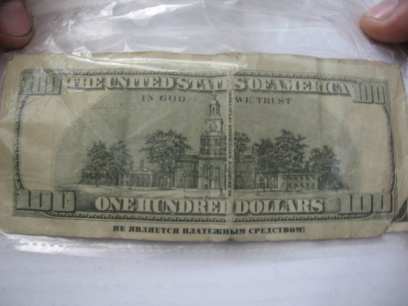 100 THE UNITED STATES OF AMERICA 100
IN GOD WE TRUST
100 ONE HUNDRED DOLLARS 100
НЕ ЯВЛЯЕТСЯ ПЛАТЕЖНЫМ СРЕДСТВОМ!